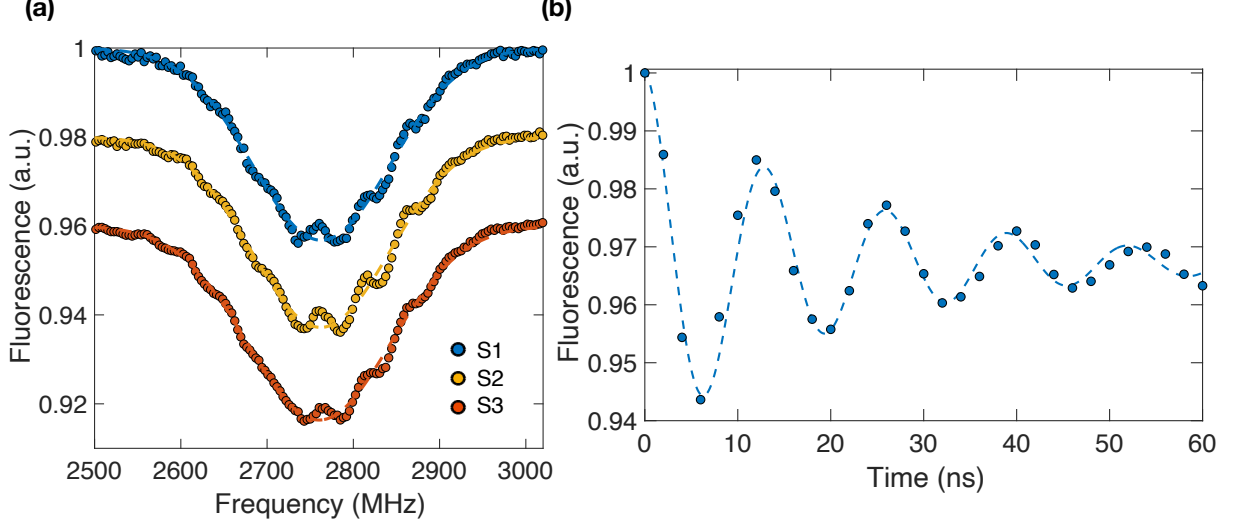 (a)
Fluorescence (a.u.)
1
0.98
0.96
0.94
0.92
S1
S2
S3
2500 2600 2700 2800 2900 3000
Frequency (MHz)
(b)
Fluorescence (a.u.)
1
0.99
0.98
0.97
0.96
0.95
0.94
0 10 20 30 40 50 60
Time (ns)